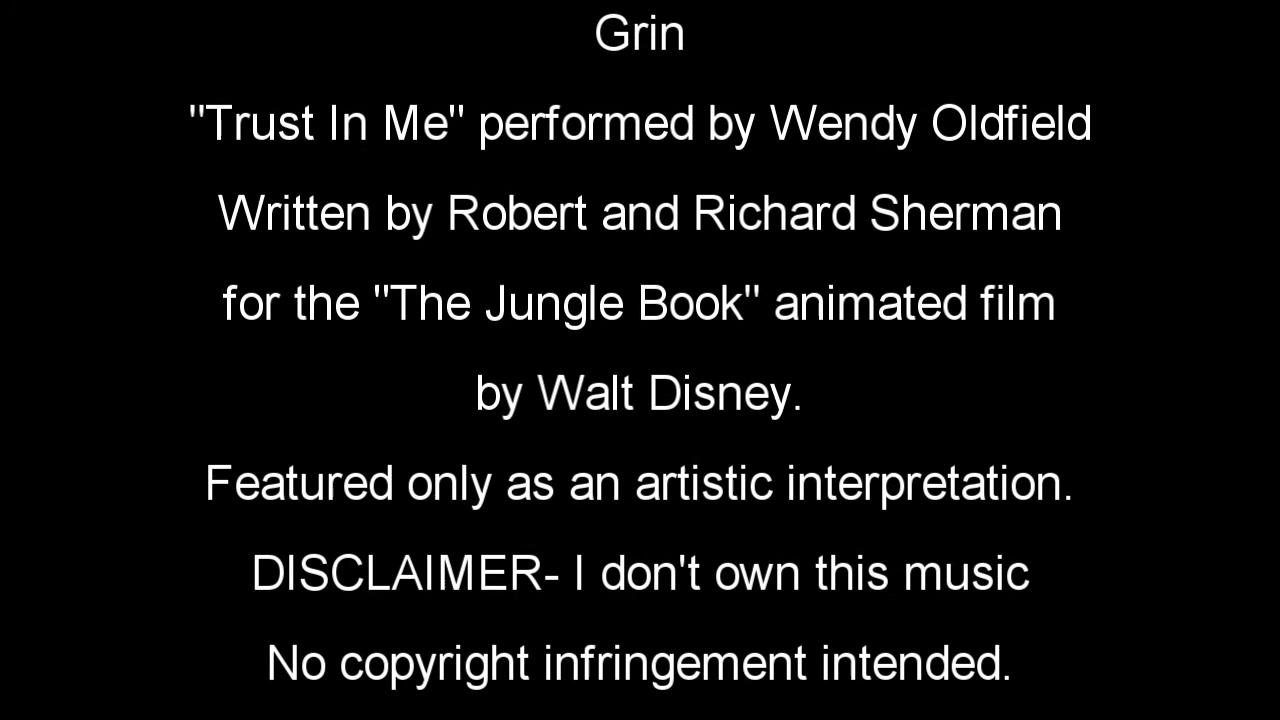 Grin
"Trust In Me" performed by Wendy Oldfield
Written by Robert and Richard Sherman
for the "The Jungle Book" animated film
by Walt Disney.
Featured only as an artistic interpretation.
DISCLAIMER- I don't own this music
No copyright infringement intended.